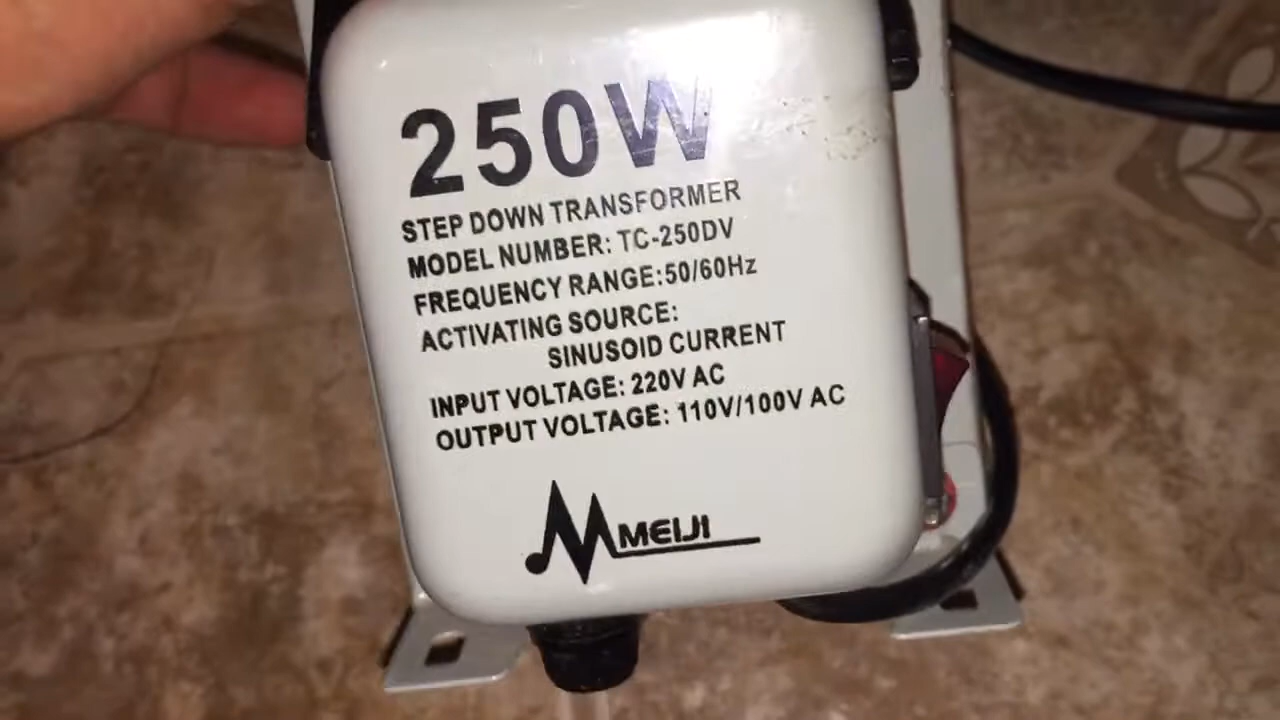 250W
STEP DOWN TRANSFORMER
MODEL NUMBER: TC-250DV
FREQUENCY RANGE:50/60Hz
ACTIVATING SOURCE:
SINUSOID CURRENT
INPUT VOLTAGE: 220V AC
OUTPUT VOLTAGE: 110V/100V AC
MEIJI